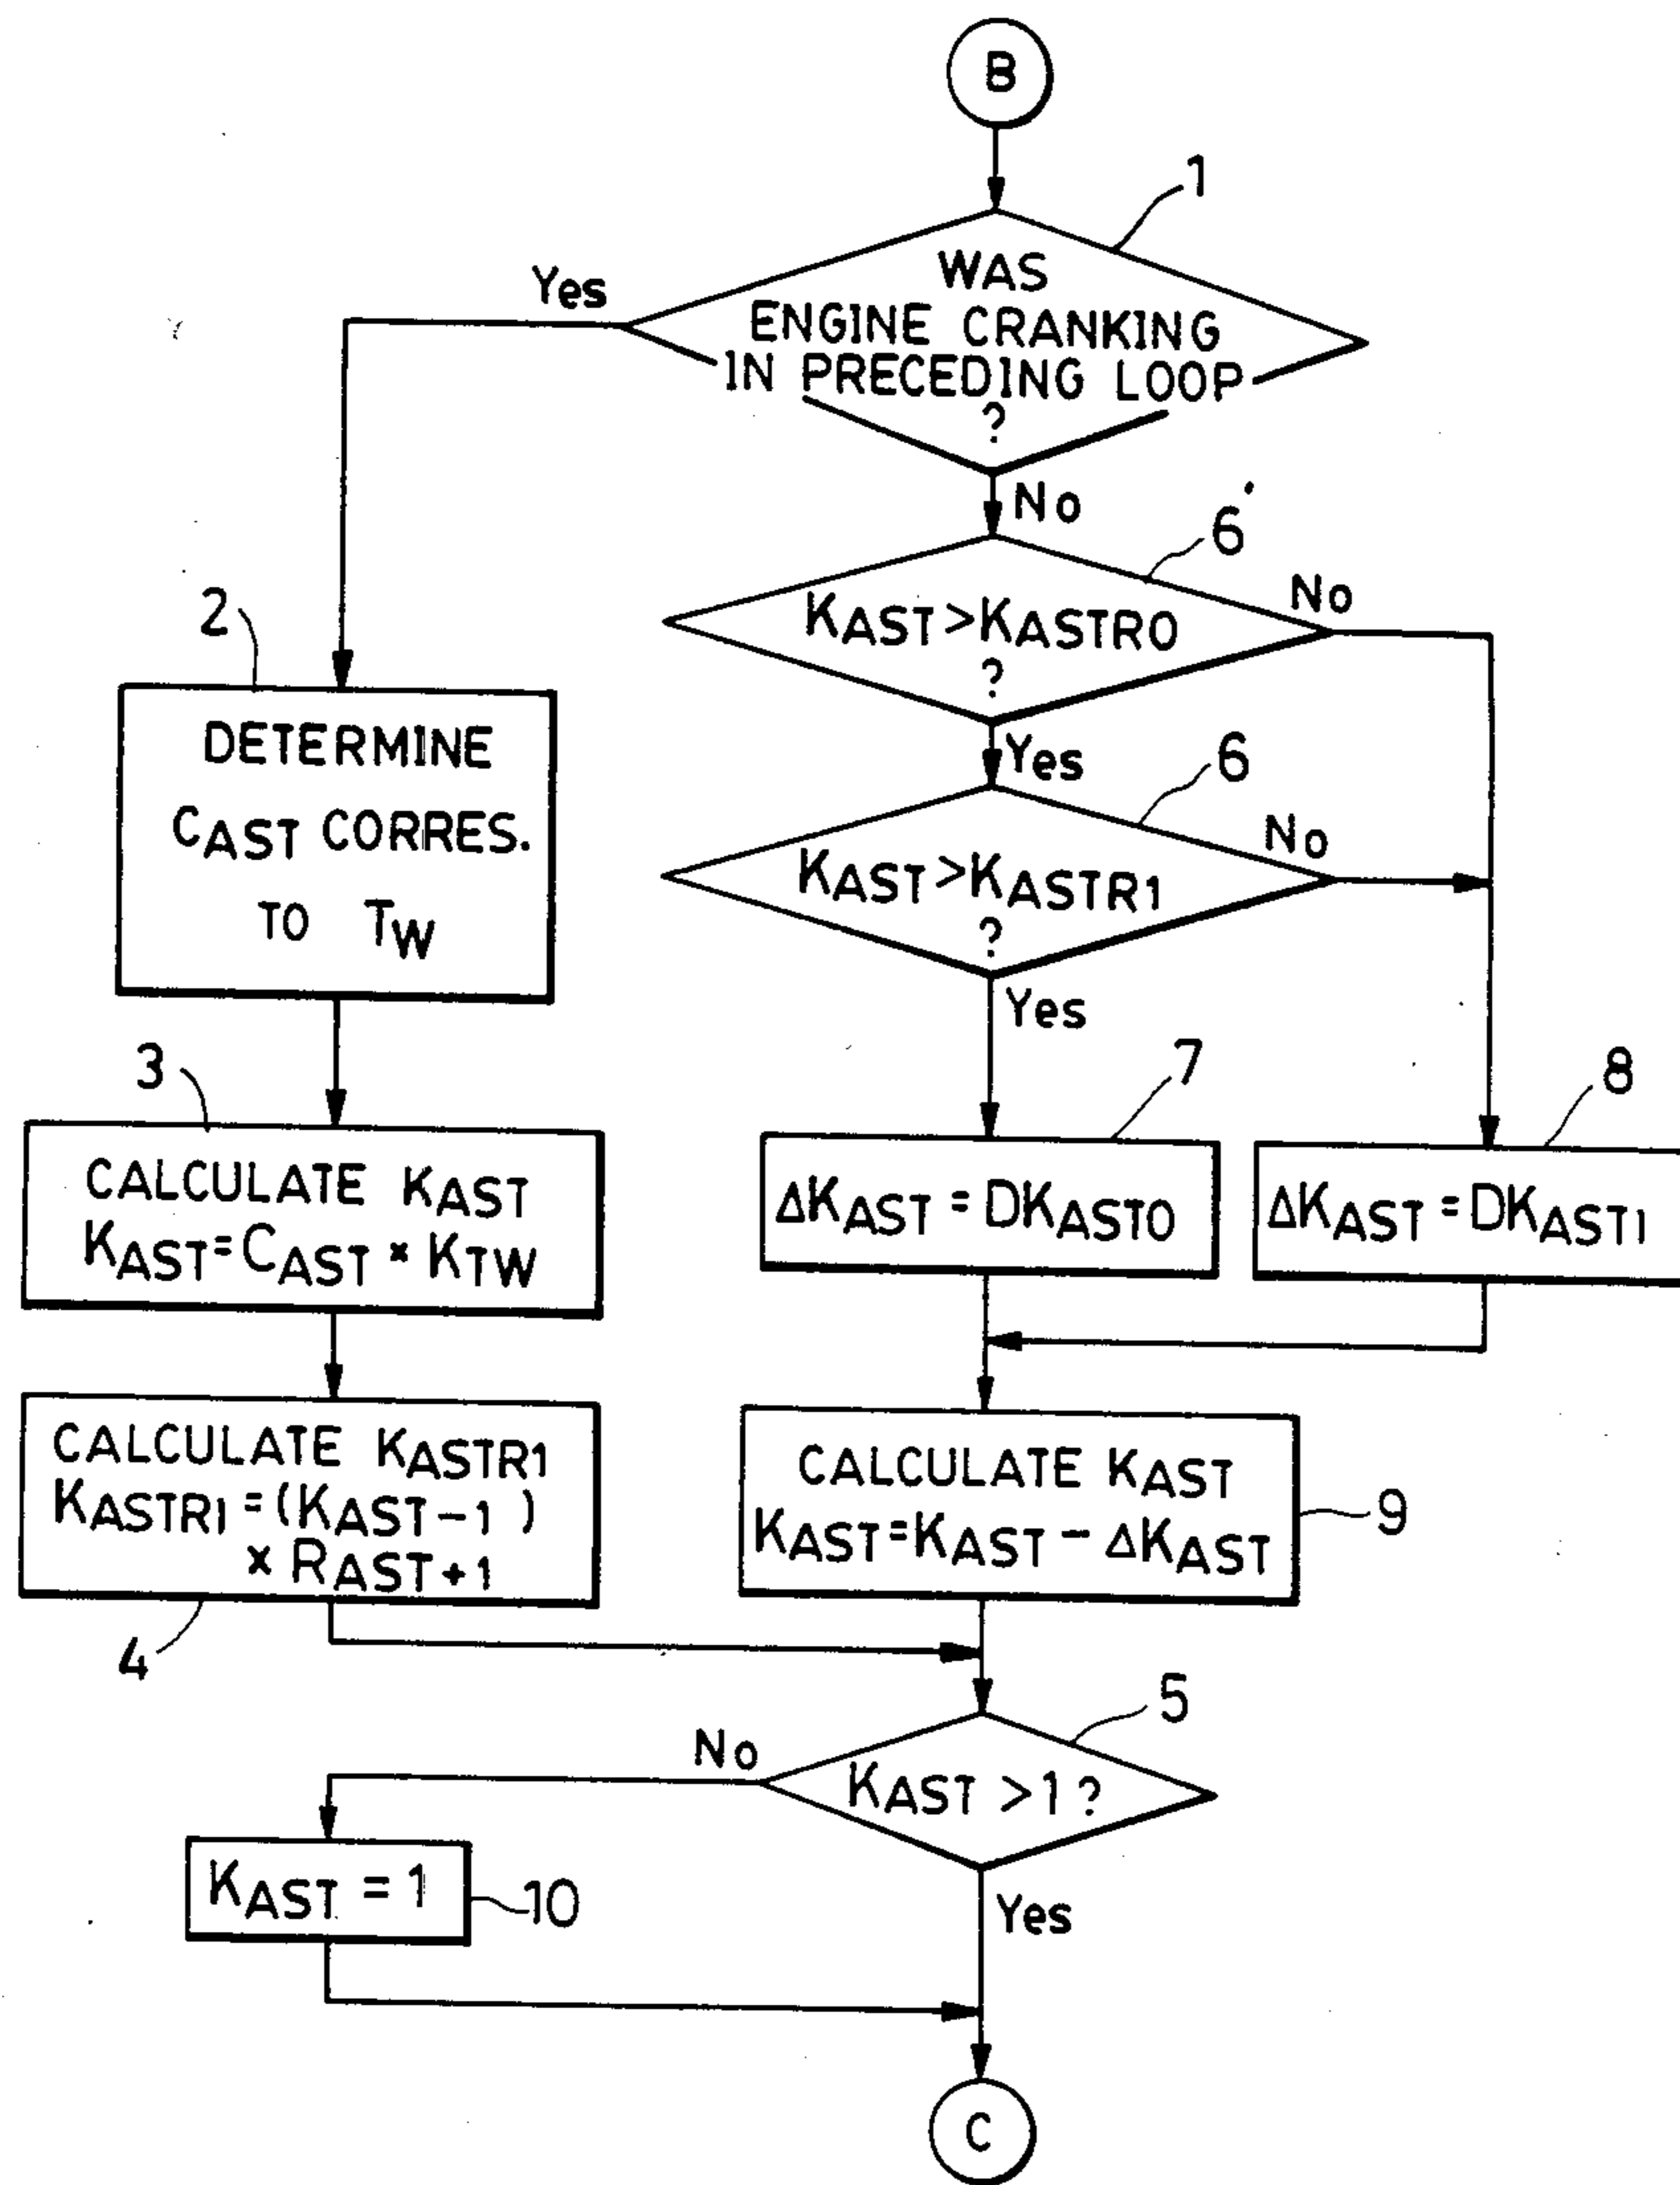 B
1
WAS
ENGINE CRANKING
IN PRECEDING LOOP
?
Yes
No
6'
KAST>KASTR0
?
No
Yes
2
DETERMINE
CAST CORRES.
TO TW
6
KAST>KASTR1
?
No
Yes
3
CALCULATE KAST
KAST=CAST × KTW
7
ΔKAST = DKAST0
8
ΔKAST = DKAST1
CALCULATE KASTR1
KASTR1=(KAST-1)
× RAST+1
4
CALCULATE KAST
KAST=KAST-ΔKAST
9
5
KAST >1?
No
Yes
KAST = 1
10
C